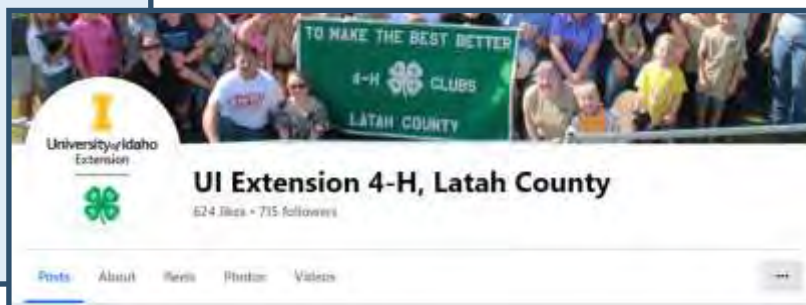 TO MAKE THE BEST BETTER
4-H CLUBS
LATAH COUNTY
University of Idaho
Extension
UI Extension 4-H, Latah County
624 likes • 715 followers
Posts About Reels Photos Videos
...